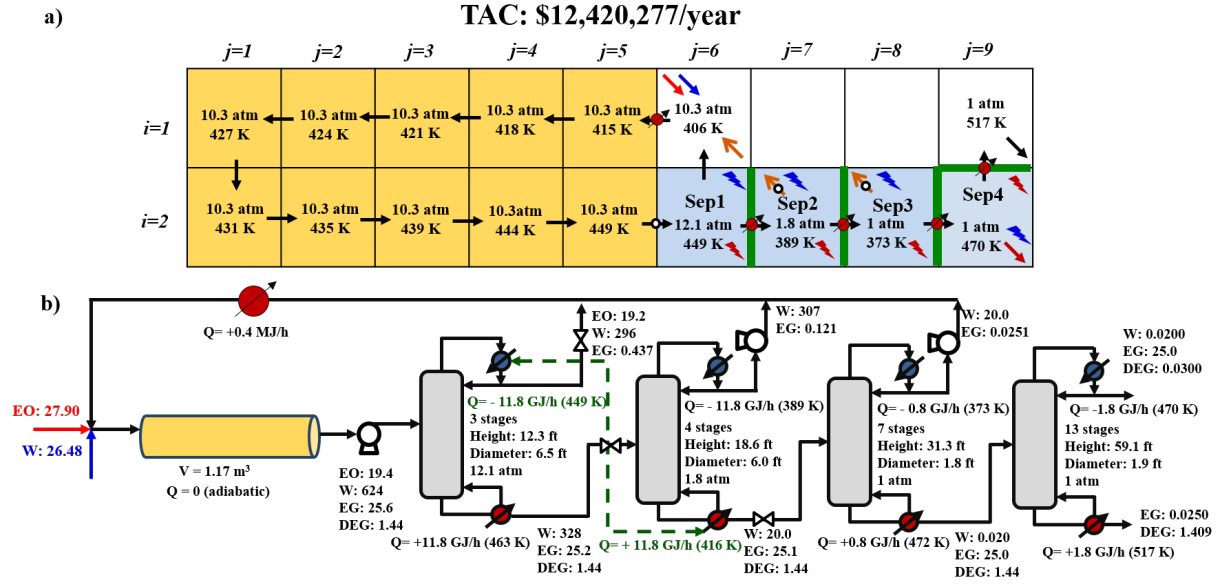 a)
TAC: $12,420,277/year
j=1 j=2 j=3 j=4 j=5 j=6 j=7 j=8 j=9
i=1
10.3 atm
427 K
10.3 atm
424 K
10.3 atm
421 K
10.3 atm
418 K
10.3 atm
415 K
10.3 atm
406 K
1 atm
517 K
i=2
10.3 atm
431 K
10.3 atm
435 K
10.3 atm
439 K
10.3atm
444 K
10.3 atm
449 K
Sep1
12.1 atm
449 K
Sep2
1.8 atm
389 K
Sep3
1 atm
373 K
Sep4
1 atm
470 K
b)
Q= +0.4 MJ/h
EO: 27.90
W: 26.48
V = 1.17 m³
Q = 0 (adiabatic)
EO: 19.4
W: 624
EG: 25.6
DEG: 1.44
EO: 19.2
W: 296
EG: 0.437
Q= - 11.8 GJ/h (449 K)
3 stages
Height: 12.3 ft
Diameter: 6.5 ft
12.1 atm
Q= +11.8 GJ/h (463 K)
W: 328
EG: 25.2
DEG: 1.44
W: 307
EG: 0.121
Q= - 11.8 GJ/h (389 K)
4 stages
Height: 18.6 ft
Diameter: 6.0 ft
1.8 atm
Q= + 11.8 GJ/h (416 K)
W: 20.0
EG: 25.1
DEG: 1.44
W: 20.0
EG: 0.0251
Q= -0.8 GJ/h (373 K)
7 stages
Height: 31.3 ft
Diameter: 1.8 ft
1 atm
Q= +0.8 GJ/h (472 K)
W: 0.020
EG: 25.0
DEG: 1.44
W: 0.0200
EG: 25.0
DEG: 0.0300
Q= -1.8 GJ/h (470 K)
13 stages
Height: 59.1 ft
Diameter: 1.9 ft
1 atm
EG: 0.0250
DEG: 1.409
Q= +1.8 GJ/h (517 K)